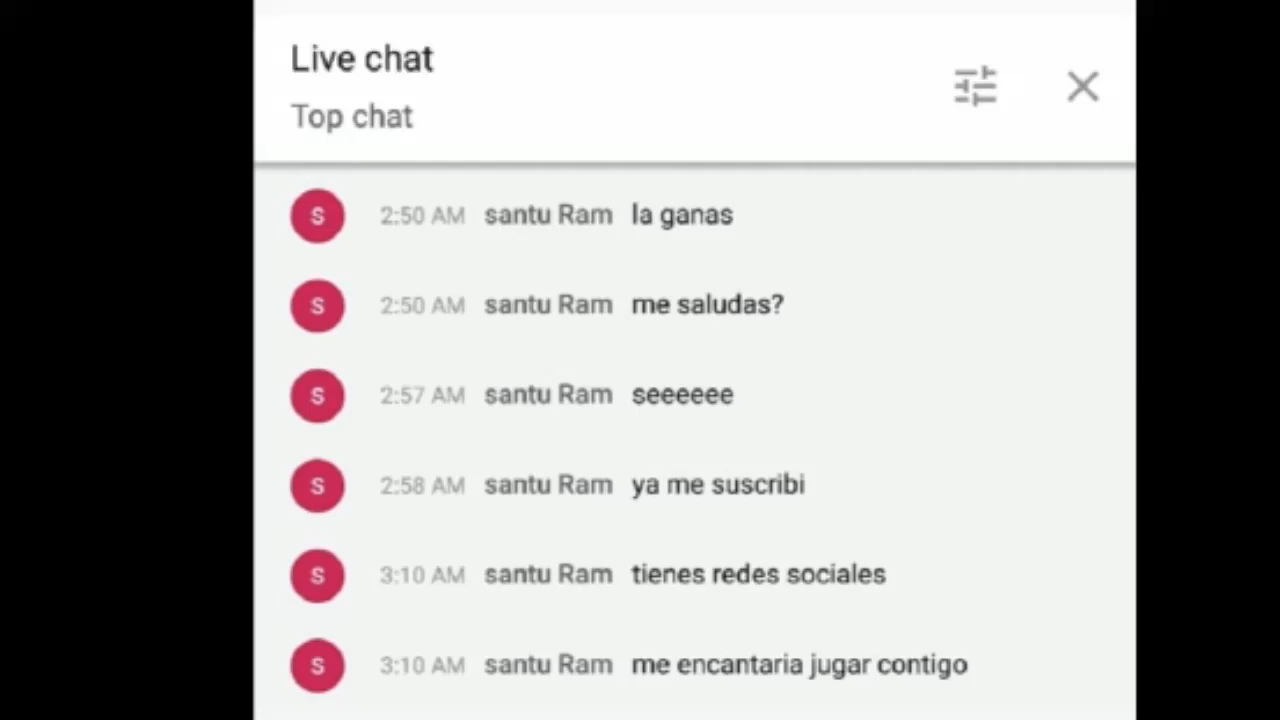 Live chat
Top chat
S 2:50 AM santu Ram la ganas
S 2:50 AM santu Ram me saludas?
S 2:57 AM santu Ram seeeeee
S 2:58 AM santu Ram ya me suscribi
S 3:10 AM santu Ram tienes redes sociales
S 3:10 AM santu Ram me encantaria jugar contigo